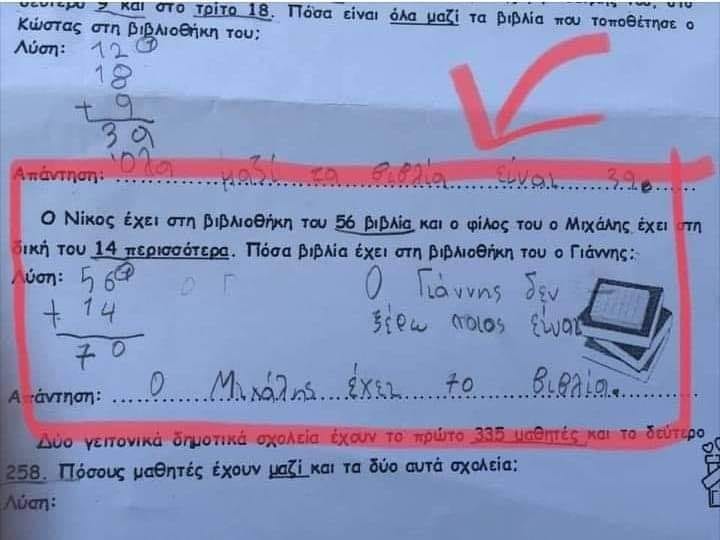 9 και στο τρίτο 18. Πόσα είναι όλα μαζί τα βιβλία που τοποθέτησε ο
Κώστας στη βιβλιοθήκη του;
Λύση: 12 1
18
+ 9
39
Απάντηση: Όλα μαζί τα βιβλία είναι 39.
Ο Νίκος έχει στη βιβλιοθήκη του 56 βιβλία και ο φίλος του ο Μιχάλης έχει στη
δική του 14 περισσότερα. Πόσα βιβλία έχει στη βιβλιοθήκη του ο Γιάννης;
Λύση: 56 1 Ο Γιάννης δεν
+ 14 ξέρω ποιος είναι
70
Απάντηση: Ο Μιχάλης έχει 70 βιβλία.
Δύο γειτονικά δημοτικά σχολεία έχουν το πρώτο 335 μαθητές και το δεύτερο
258. Πόσους μαθητές έχουν μαζί και τα δύο αυτά σχολεία;
Λύση: